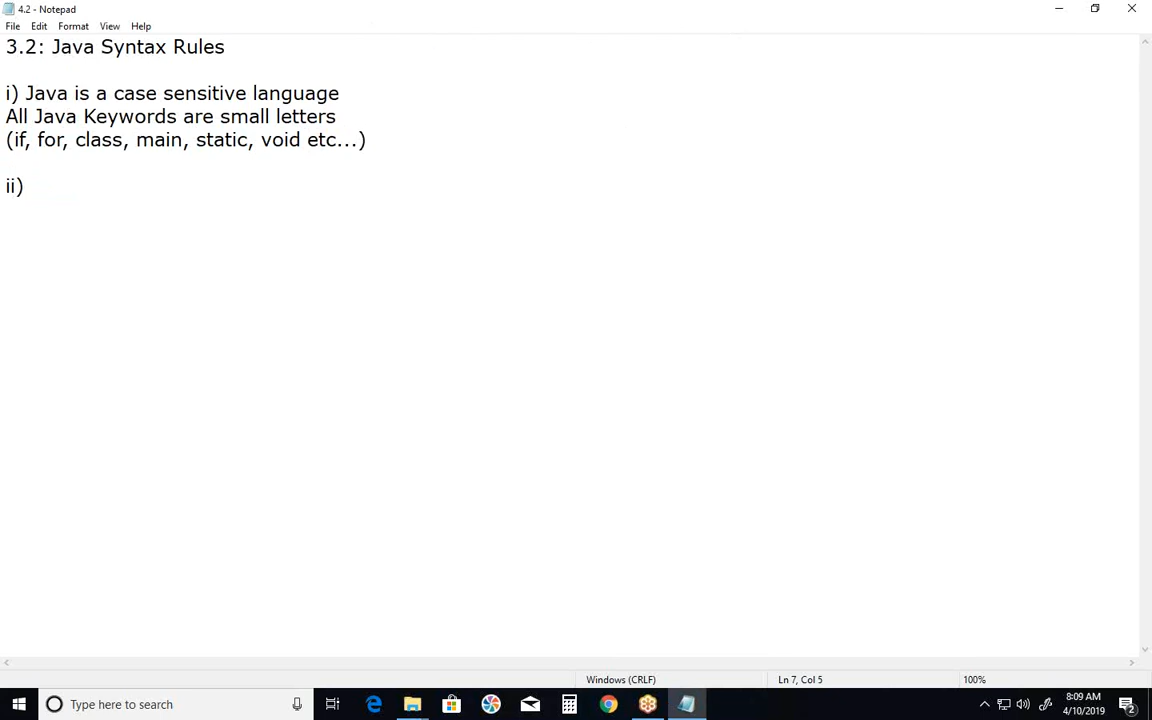 4.2 - Notepad
File Edit Format View Help
3.2: Java Syntax Rules
i) Java is a case sensitive language
All Java Keywords are small letters
(if, for, class, main, static, void etc...)
ii)
Windows (CRLF) Ln 7, Col 5 100%
Type here to search
8:09 AM
4/10/2019
2